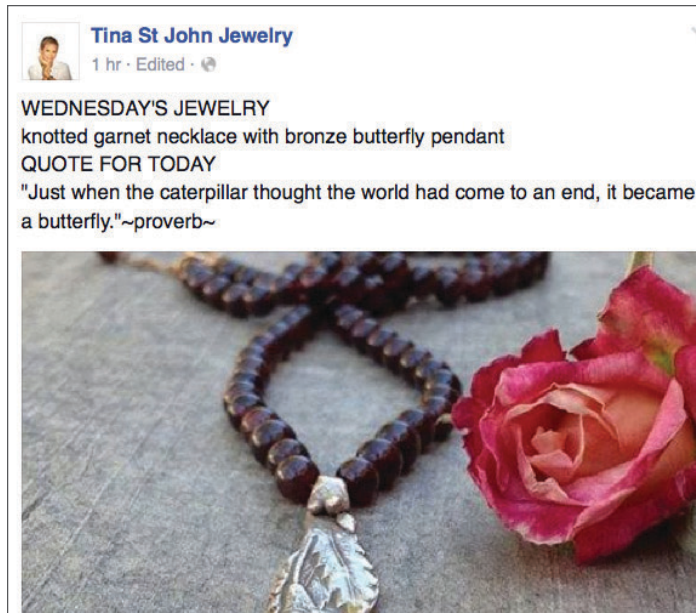 Tina St John Jewelry
1 hr · Edited ·
WEDNESDAY'S JEWELRY
knotted garnet necklace with bronze butterfly pendant
QUOTE FOR TODAY
"Just when the caterpillar thought the world had come to an end, it became
a butterfly."~proverb~